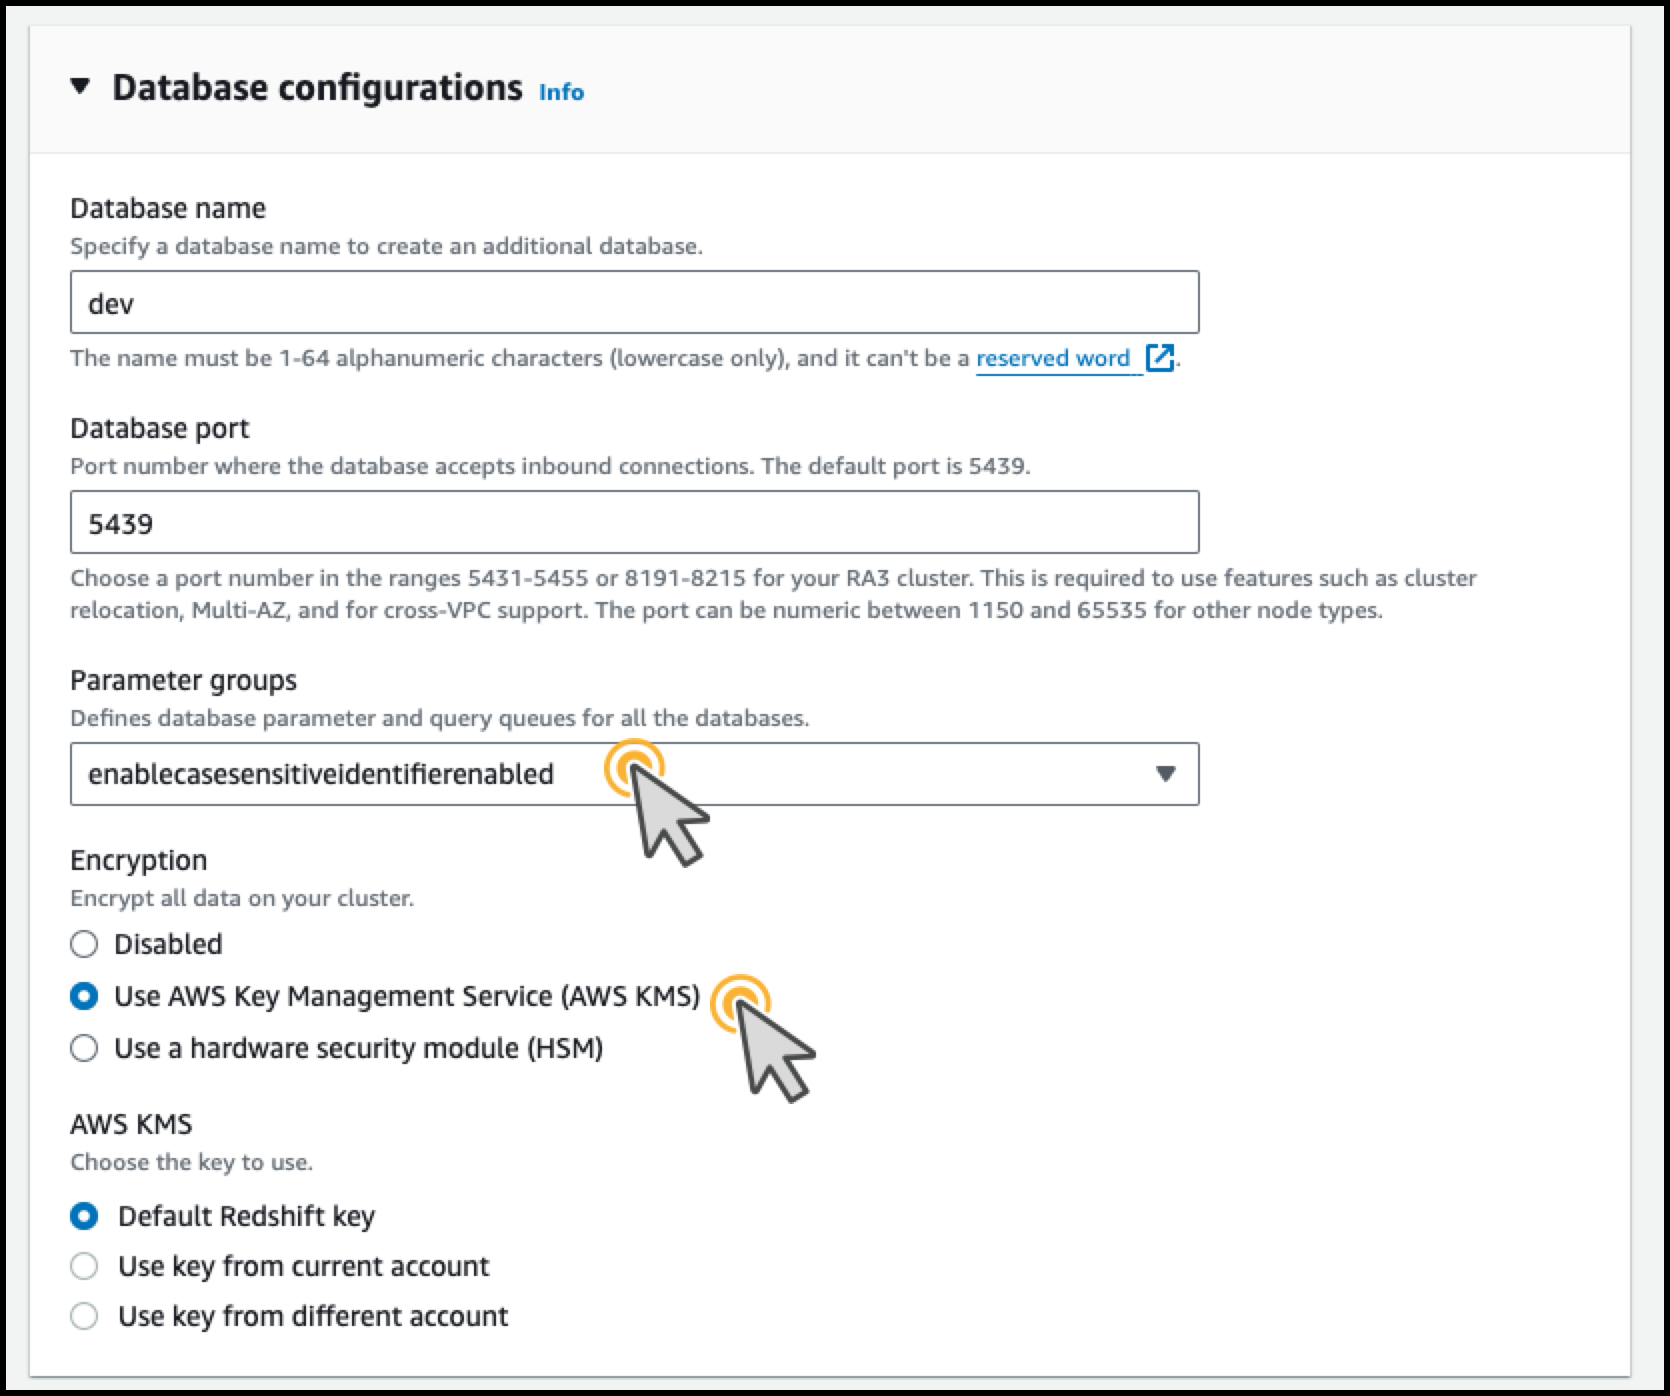 Database configurations Info
Database name
Specify a database name to create an additional database.
dev
The name must be 1-64 alphanumeric characters (lowercase only), and it can't be a reserved word .
Database port
Port number where the database accepts inbound connections. The default port is 5439.
5439
Choose a port number in the ranges 5431-5455 or 8191-8215 for your RA3 cluster. This is required to use features such as cluster
relocation, Multi-AZ, and for cross-VPC support. The port can be numeric between 1150 and 65535 for other node types.
Parameter groups
Defines database parameter and query queues for all the databases.
enablecasesensitiveidentifierenabled
Encryption
Encrypt all data on your cluster.
Disabled
Use AWS Key Management Service (AWS KMS)
Use a hardware security module (HSM)
AWS KMS
Choose the key to use.
Default Redshift key
Use key from current account
Use key from different account